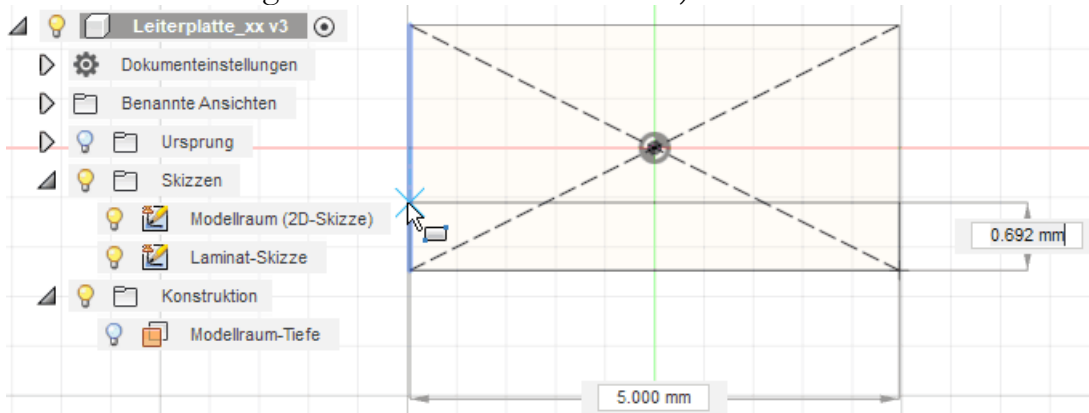 Leiterplatte_xx v3
Dokumenteinstellungen
Benannte Ansichten
Ursprung
Skizzen
Modellraum (2D-Skizze)
Laminat-Skizze
0.692 mm
Konstruktion
Modellraum-Tiefe
5.000 mm